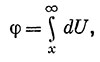 φ = ∫_x^∞ dU,